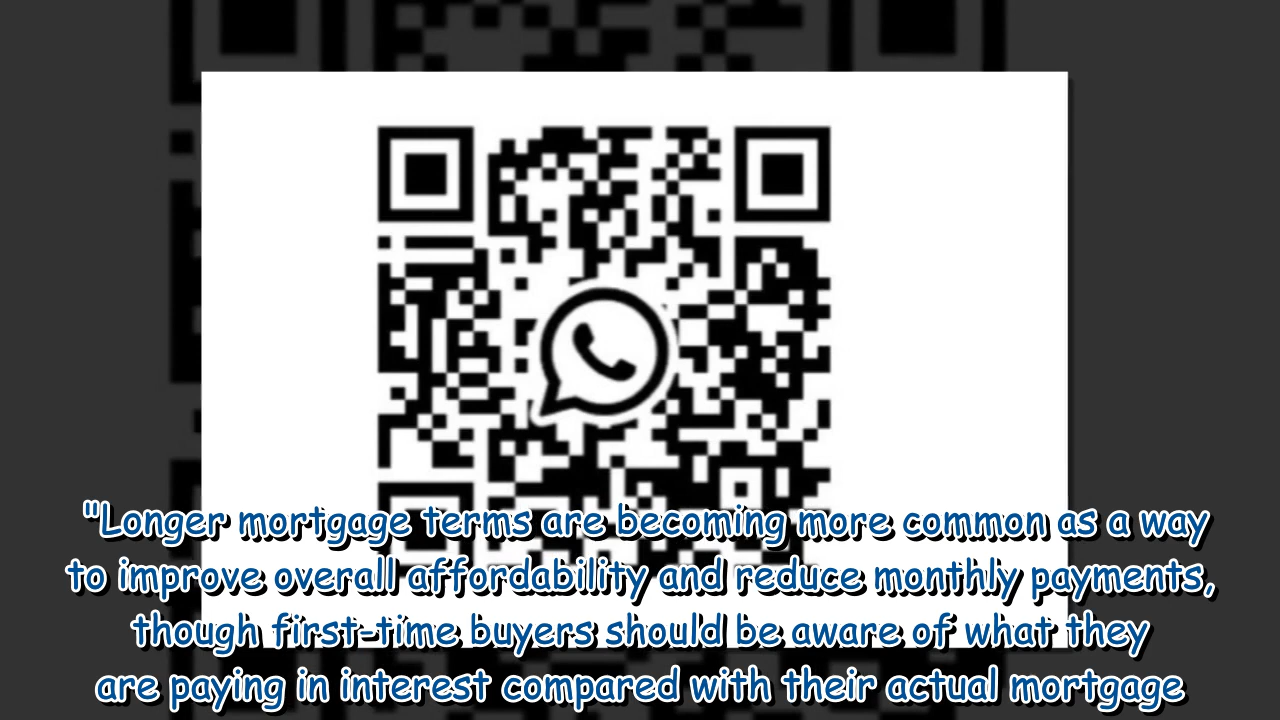 "Longer mortgage terms are becoming more common as a way
to improve overall affordability and reduce monthly payments,
though first-time buyers should be aware of what they
are paying in interest compared with their actual mortgage